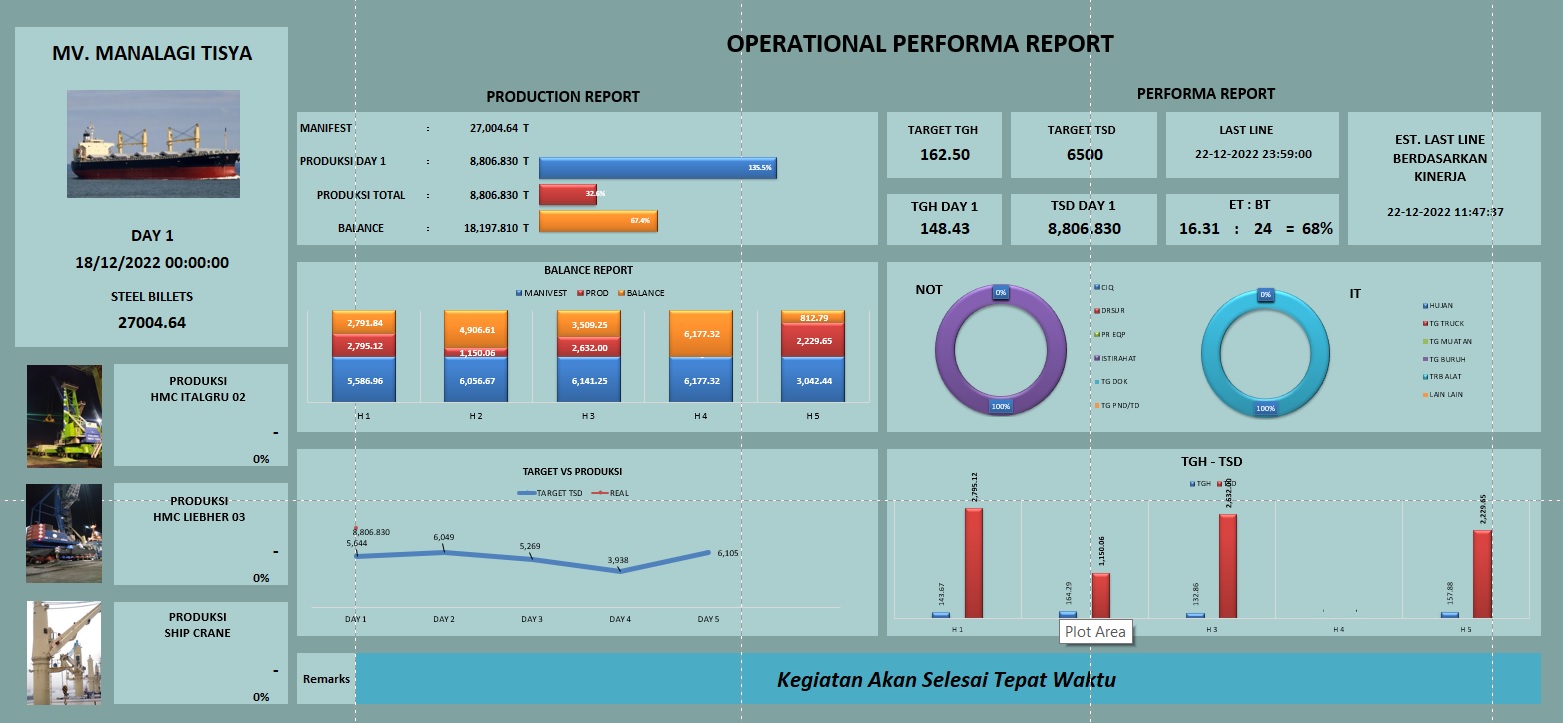 OPERATIONAL PERFORMA REPORT
MV. MANALAGI TISYA
DAY 1
18/12/2022 00:00:00
STEEL BILLETS
27004.64
PRODUKSI
HMC ITALGRU 02
-
0%
PRODUKSI
HMC LIEBHER 03
-
0%
PRODUKSI
SHIP CRANE
-
0%
PRODUCTION REPORT
MANIFEST : 27,004.64 T
PRODUKSI DAY 1 : 8,806.830 T 135.5%
PRODUKSI TOTAL : 8,806.830 T 32.6%
BALANCE : 18,197.810 T 67.4%
PERFORMA REPORT
TARGET TGH
162.50
TARGET TSD
6500
LAST LINE
22-12-2022 23:59:00
EST. LAST LINE
BERDASARKAN
KINERJA
22-12-2022 11:47:37
TGH DAY 1
148.43
TSD DAY 1
8,806.830
ET : BT
16.31 : 24 = 68%
BALANCE REPORT
MANIVEST PROD BALANCE
2,791.84 4,906.61 3,509.25 6,177.32 812.79
2,795.12 1,150.06 2,632.00 - 2,229.65
5,586.96 6,056.67 6,141.25 6,177.32 3,042.44
H 1 H 2 H 3 H 4 H 5
NOT
0%
100%
CIQ
DRSUR
PR EQP
ISTIRAHAT
TG DOK
TG PND/TD
IT
0%
100%
HUJAN
TG TRUCK
TG MUATAN
TG BURUH
TRB ALAT
LAIN LAIN
TARGET VS PRODUKSI
TARGET TSD REAL
8,806.830
5,644 6,049 5,269 3,938 6,105
DAY 1 DAY 2 DAY 3 DAY 4 DAY 5
TGH - TSD
TGH TSD
143.67 2,795.12 164.29 1,150.06 132.86 2,632.00 - - 157.88 2,229.65
H 1 H 3 H 4 H 5
Plot Area
Remarks
Kegiatan Akan Selesai Tepat Waktu